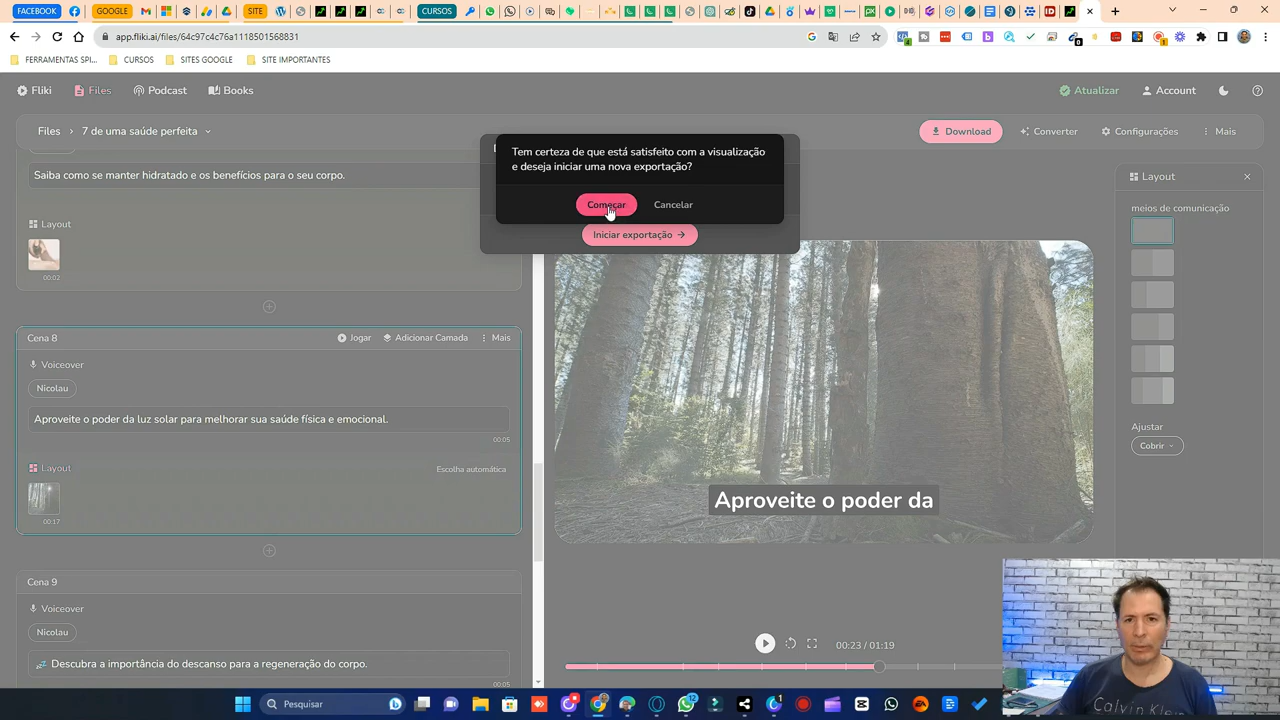 FACEBOOK
GOOGLE
SITE
CURSOS
app.fliki.ai/files/64c97c4c76a1118501568831
FERRAMENTAS SPI...
CURSOS
SITES GOOGLE
SITE IMPORTANTES
Fliki
Files
Podcast
Books
Atualizar
Account
Files
7 de uma saúde perfeita
Download
Converter
Configurações
Mais
Tem certeza de que está satisfeito com a visualização
e deseja iniciar uma nova exportação?
Começar
Cancelar
Iniciar exportação
Saiba como se manter hidratado e os benefícios para o seu corpo.
Layout
00:02
Cena 8
Jogar
Adicionar Camada
Mais
Voiceover
Nicolau
Aproveite o poder da luz solar para melhorar sua saúde física e emocional.
00:05
Layout
Escolha automática
00:17
Cena 9
Voiceover
Nicolau
Descubra a importância do descanso para a regeneração do corpo.
00:05
Aproveite o poder da
00:23 / 01:19
Layout
meios de comunicação
Ajustar
Cobrir
Calvin Klein
Pesquisar
12